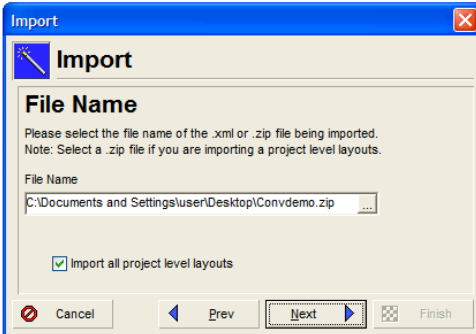 Import
Import
File Name
Please select the file name of the .xml or .zip file being imported.
Note: Select a .zip file if you are importing a project level layouts.
File Name
C:\Documents and Settings\user\Desktop\Convdemo.zip ...
Import all project level layouts
Cancel Prev Next Finish